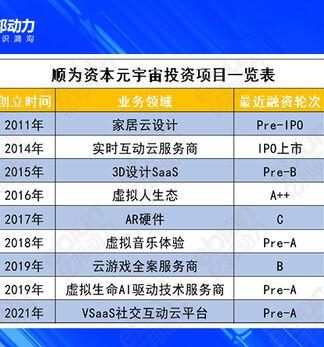 部动力
识鸿沟
顺为资本元宇宙投资项目一览表
创立时间 业务领域 最近融资轮次
2011年 家居云设计 Pre-IPO
2014年 实时互动云服务商 IPO上市
2015年 3D设计SaaS Pre-B
2016年 虚拟人生态 A++
2017年 AR硬件 C
2018年 虚拟音乐体验 Pre-A
2019年 云游戏全案服务商 B
2019年 虚拟生命AI驱动技术服务商 Pre-A
2021年 VSaaS社交互动云平台 Pre-A